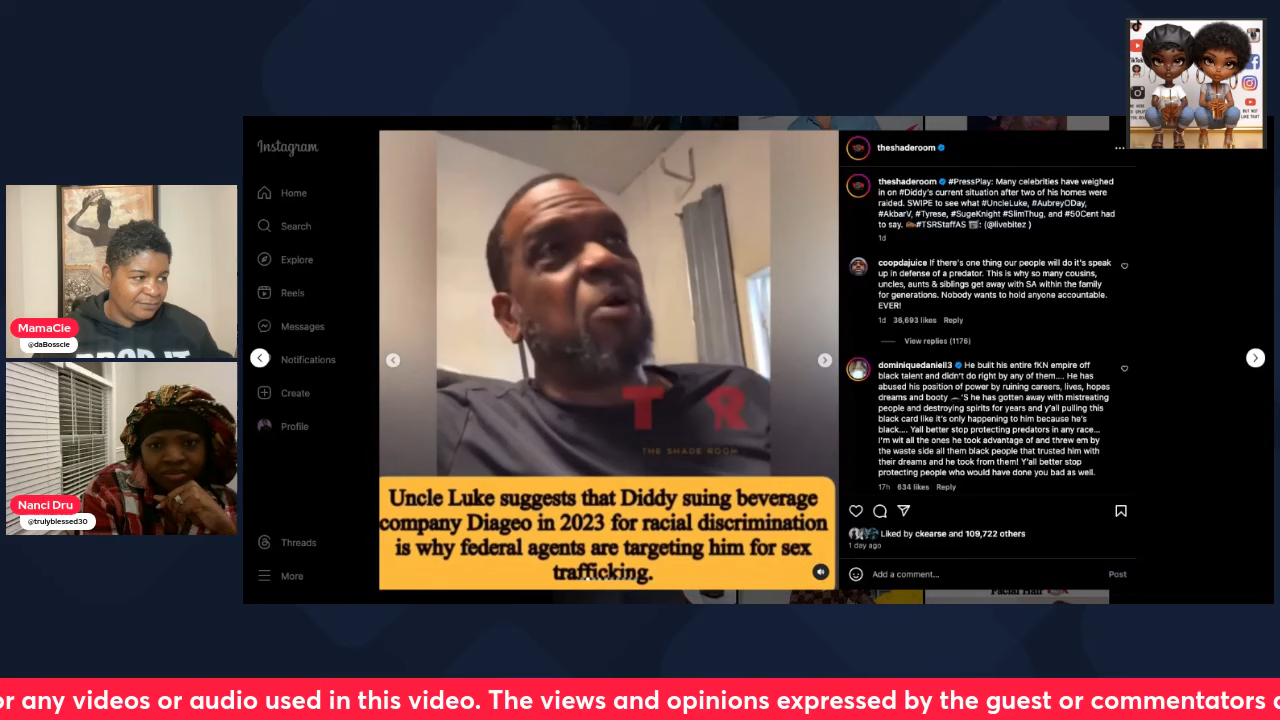 Instagram
Home
Search
Explore
Reels
Messages
Notifications
Create
Profile
Threads
More
MamaCie
@daBosscie
Nanci Dru
@trulyblessed30
T R
THE SHADE ROOM
Uncle Luke suggests that Diddy suing beverage
company Diageo in 2023 for racial discrimination
is why federal agents are targeting him for sex
trafficking.
theshaderoom
theshaderoom #PressPlay: Many celebrities have weighed
in on #Diddy's current situation after two of his homes were
raided. SWIPE to see what #UncleLuke, #AubreyODay,
#AkbarV, #Tyrese, #SugeKnight #SlimThug, and #50Cent had
to say. #TSRStaffAS : (@livebitez )
1d
coopdajuice If there's one thing our people will do it's speak
up in defense of a predator. This is why so many cousins,
uncles, aunts & siblings get away with SA within the family
for generations. Nobody wants to hold anyone accountable.
EVER!
1d 36,693 likes Reply
View replies (1176)
dominiquedaniell3 He built his entire fKN empire off
black talent and didn't do right by any of them.... He has
abused his position of power by ruining careers, lives, hopes
dreams and booty 'S he has gotten away with mistreating
people and destroying spirits for years and y'all pulling this
black card like it's only happening to him because he's
black.... Yall better stop protecting predators in any race...
I'm wit all the ones he took advantage of and threw em by
the waste side all them black people that trusted him with
their dreams and he took from them! Y'all better stop
protecting people who would have done you bad as well.
17h 634 likes Reply
Liked by ckearse and 109,722 others
1 day ago
Add a comment... Post
Facial Hair
or any videos or audio used in this video. The views and opinions expressed by the guest or commentators